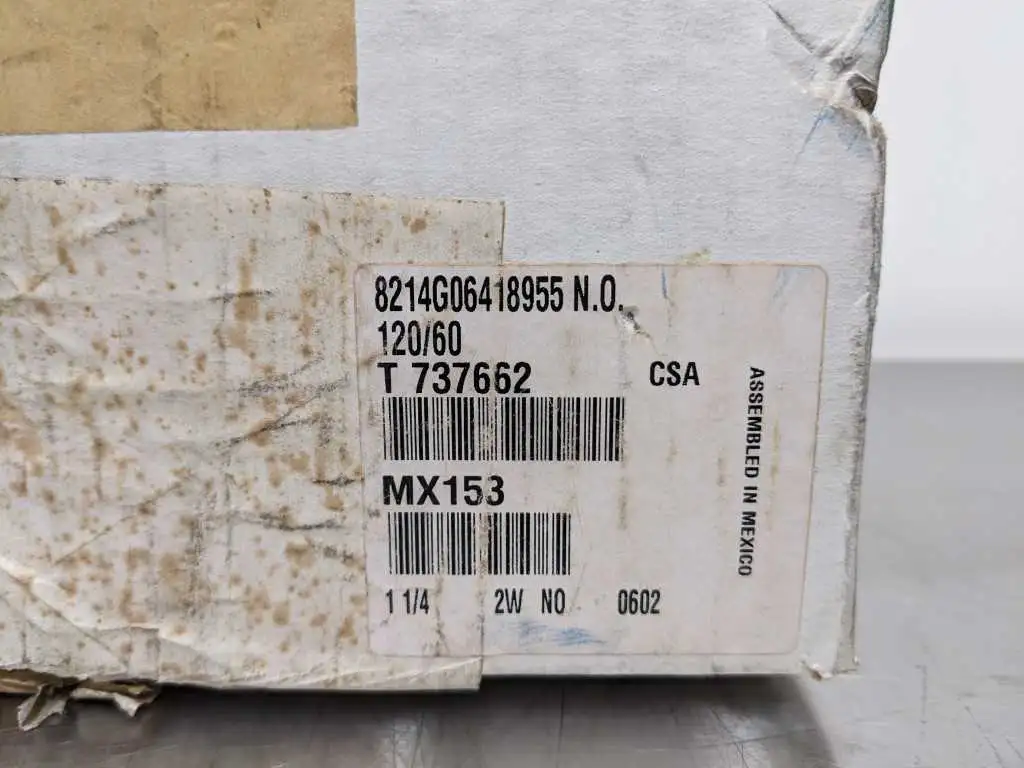 8214G06418955 N.O.
120/60
T 737662
CSA
MX153
1 1/4 2W NO 0602
ASSEMBLED IN MEXICO